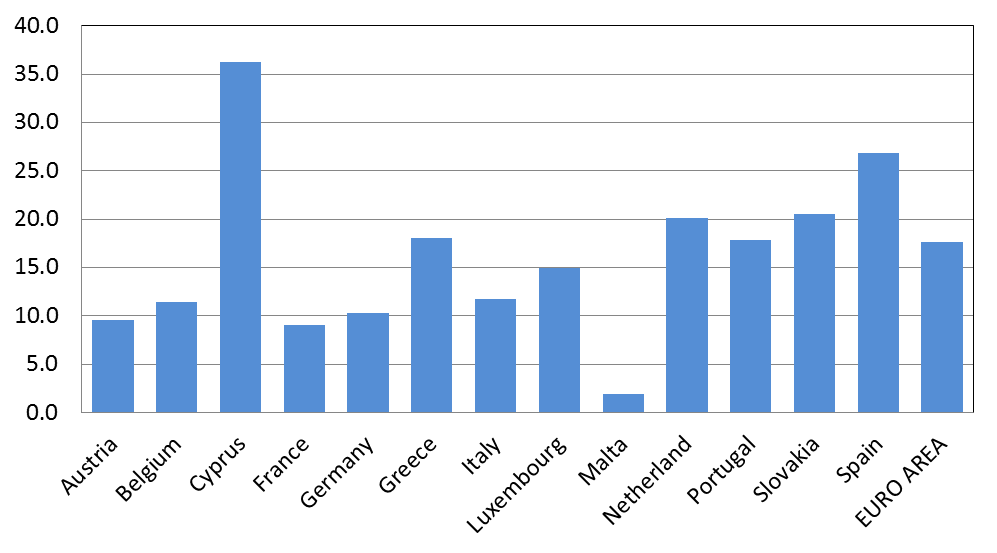 40.0
35.0
30.0
25.0
20.0
15.0
10.0
5.0
0.0
Austria
Belgium
Cyprus
France
Germany
Greece
Italy
Luxembourg
Malta
Netherland
Portugal
Slovakia
Spain
EURO AREA